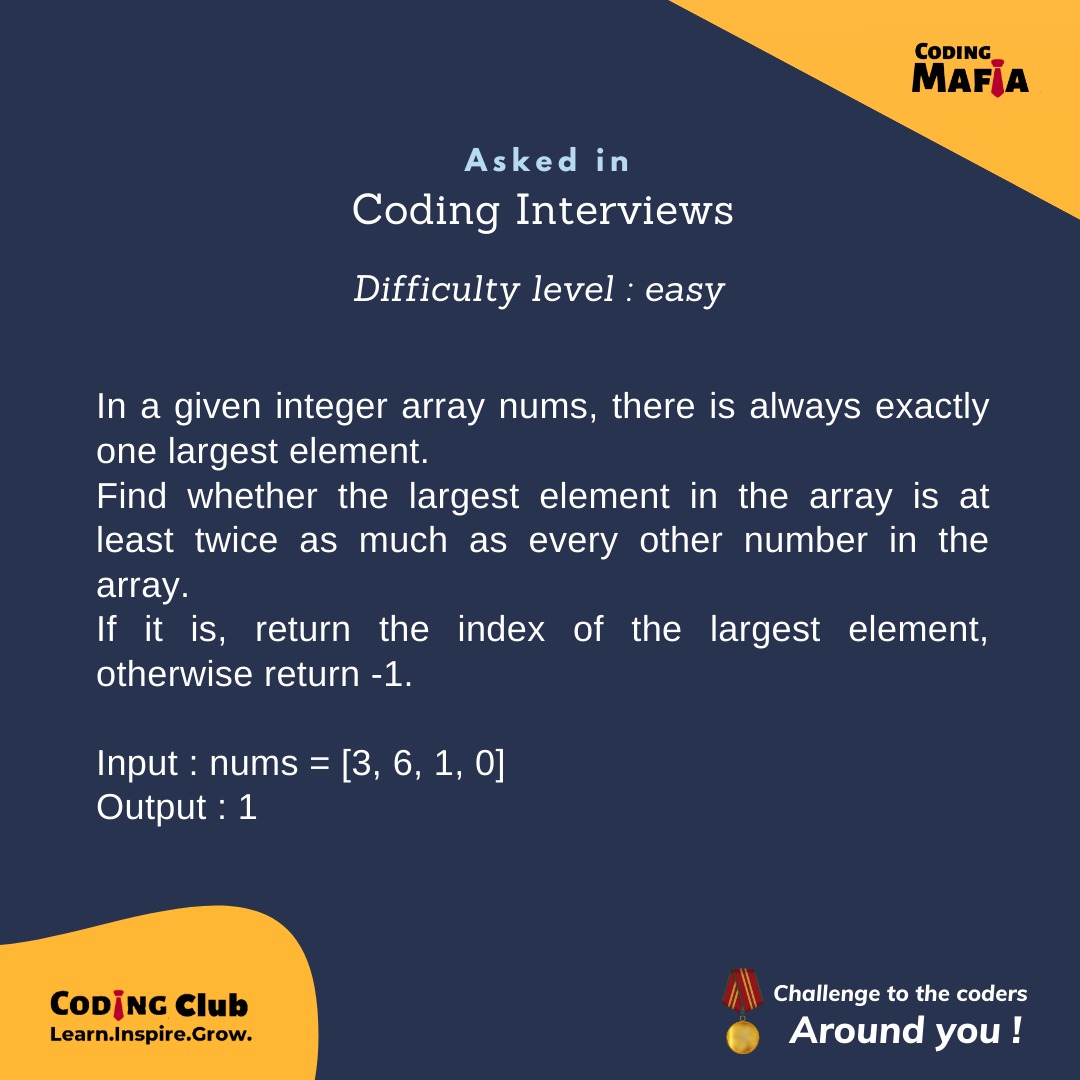 CODING
MAFIA
Asked in
Coding Interviews
Difficulty level : easy
In a given integer array nums, there is always exactly
one largest element.
Find whether the largest element in the array is at
least twice as much as every other number in the
array.
If it is, return the index of the largest element,
otherwise return -1.
Input : nums = [3, 6, 1, 0]
Output : 1
CODING Club
Learn.Inspire.Grow.
Challenge to the coders
Around you !